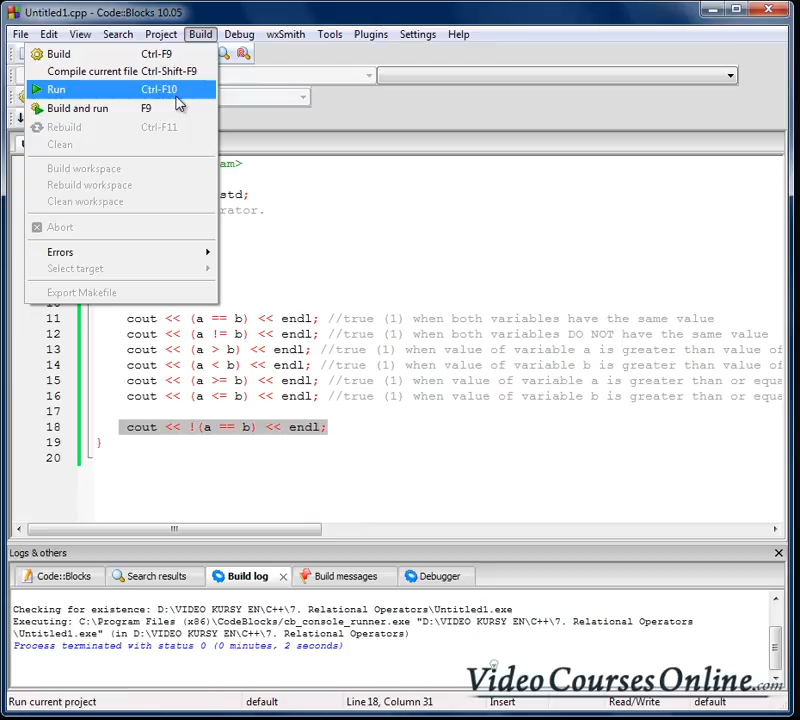 Untitled1.cpp - Code::Blocks 10.05
File Edit View Search Project Build Debug wxSmith Tools Plugins Settings Help
Build Ctrl-F9
Compile current file Ctrl-Shift-F9
Run Ctrl-F10
Build and run F9
Rebuild Ctrl-F11
Clean
Build workspace
Rebuild workspace
Clean workspace
Abort
Errors
Select target
Export Makefile
am>
std;
rator.
11 cout << (a == b) << endl; //true (1) when both variables have the same value
12 cout << (a != b) << endl; //true (1) when both variables DO NOT have the same value
13 cout << (a > b) << endl; //true (1) when value of variable a is greater than value of
14 cout << (a < b) << endl; //true (1) when value of variable b is greater than value of
15 cout << (a >= b) << endl; //true (1) when value of variable a is greater than or equa
16 cout << (a <= b) << endl; //true (1) when value of variable b is greater than or equa
17
18 cout << !(a == b) << endl;
19 }
20
Logs & others
Code::Blocks Search results Build log Build messages Debugger
Checking for existence: D:\VIDEO KURSY EN\C++\7. Relational Operators\Untitled1.exe
Executing: C:\Program Files (x86)\CodeBlocks/cb_console_runner.exe "D:\VIDEO KURSY EN\C++\7. Relational Operators
\Untitled1.exe" (in D:\VIDEO KURSY EN\C++\7. Relational Operators)
Process terminated with status 0 (0 minutes, 2 seconds)
VideoCoursesOnline.com
Run current project default Line 18, Column 31 Insert Read/Write default